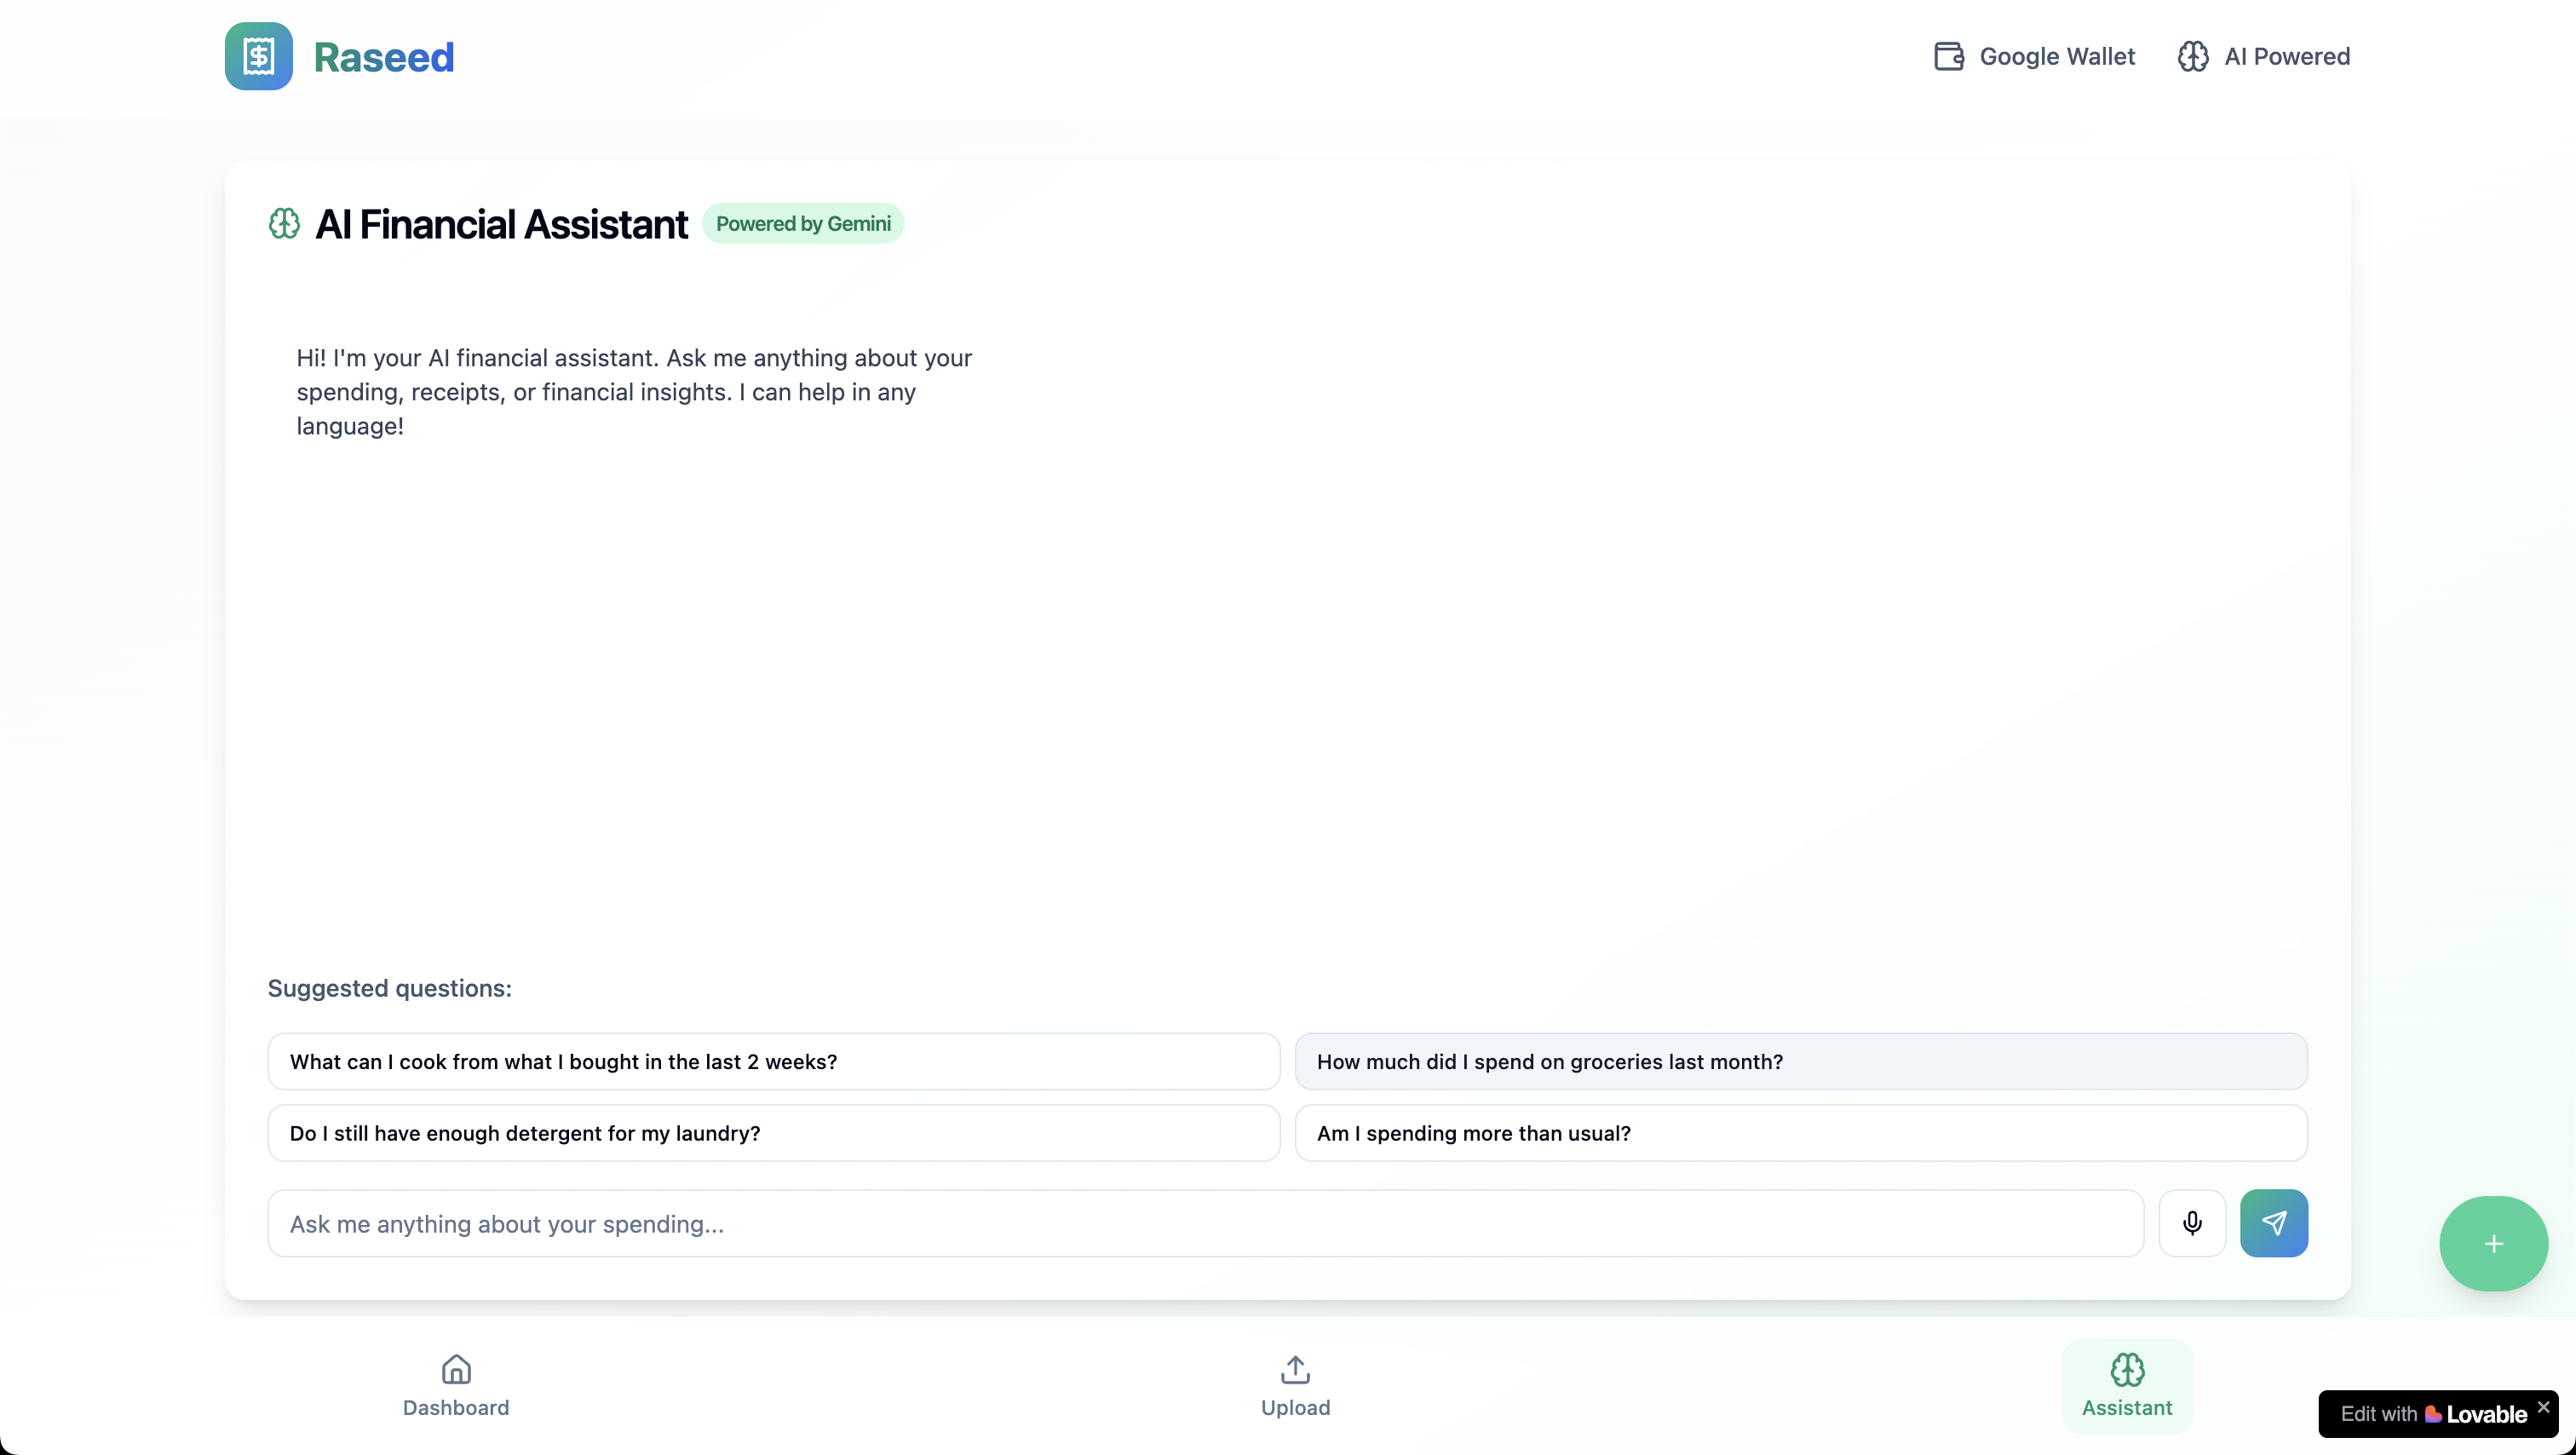 Raseed
Google Wallet
AI Powered
AI Financial Assistant
Powered by Gemini
Hi! I'm your AI financial assistant. Ask me anything about your
spending, receipts, or financial insights. I can help in any
language!
Suggested questions:
What can I cook from what I bought in the last 2 weeks?
How much did I spend on groceries last month?
Do I still have enough detergent for my laundry?
Am I spending more than usual?
Ask me anything about your spending...
Dashboard
Upload
Assistant
Edit with Lovable